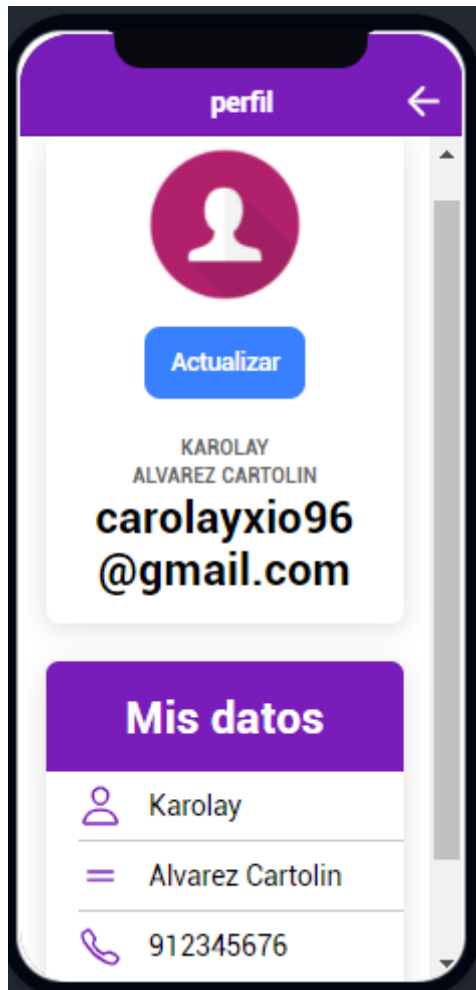 perfil
Actualizar
KAROLAY
ALVAREZ CARTOLIN
carolayxio96
@gmail.com
Mis datos
Karolay
Alvarez Cartolin
912345676